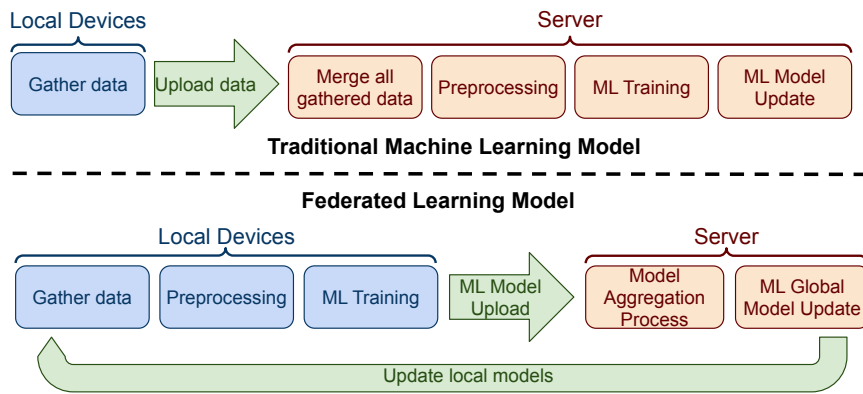 Local Devices
Server
Gather data
Upload data
Merge all
gathered data
Preprocessing
ML Training
ML Model
Update
Traditional Machine Learning Model
Federated Learning Model
Local Devices
Server
Gather data
Preprocessing
ML Training
ML Model
Upload
Model
Aggregation
Process
ML Global
Model Update
Update local models